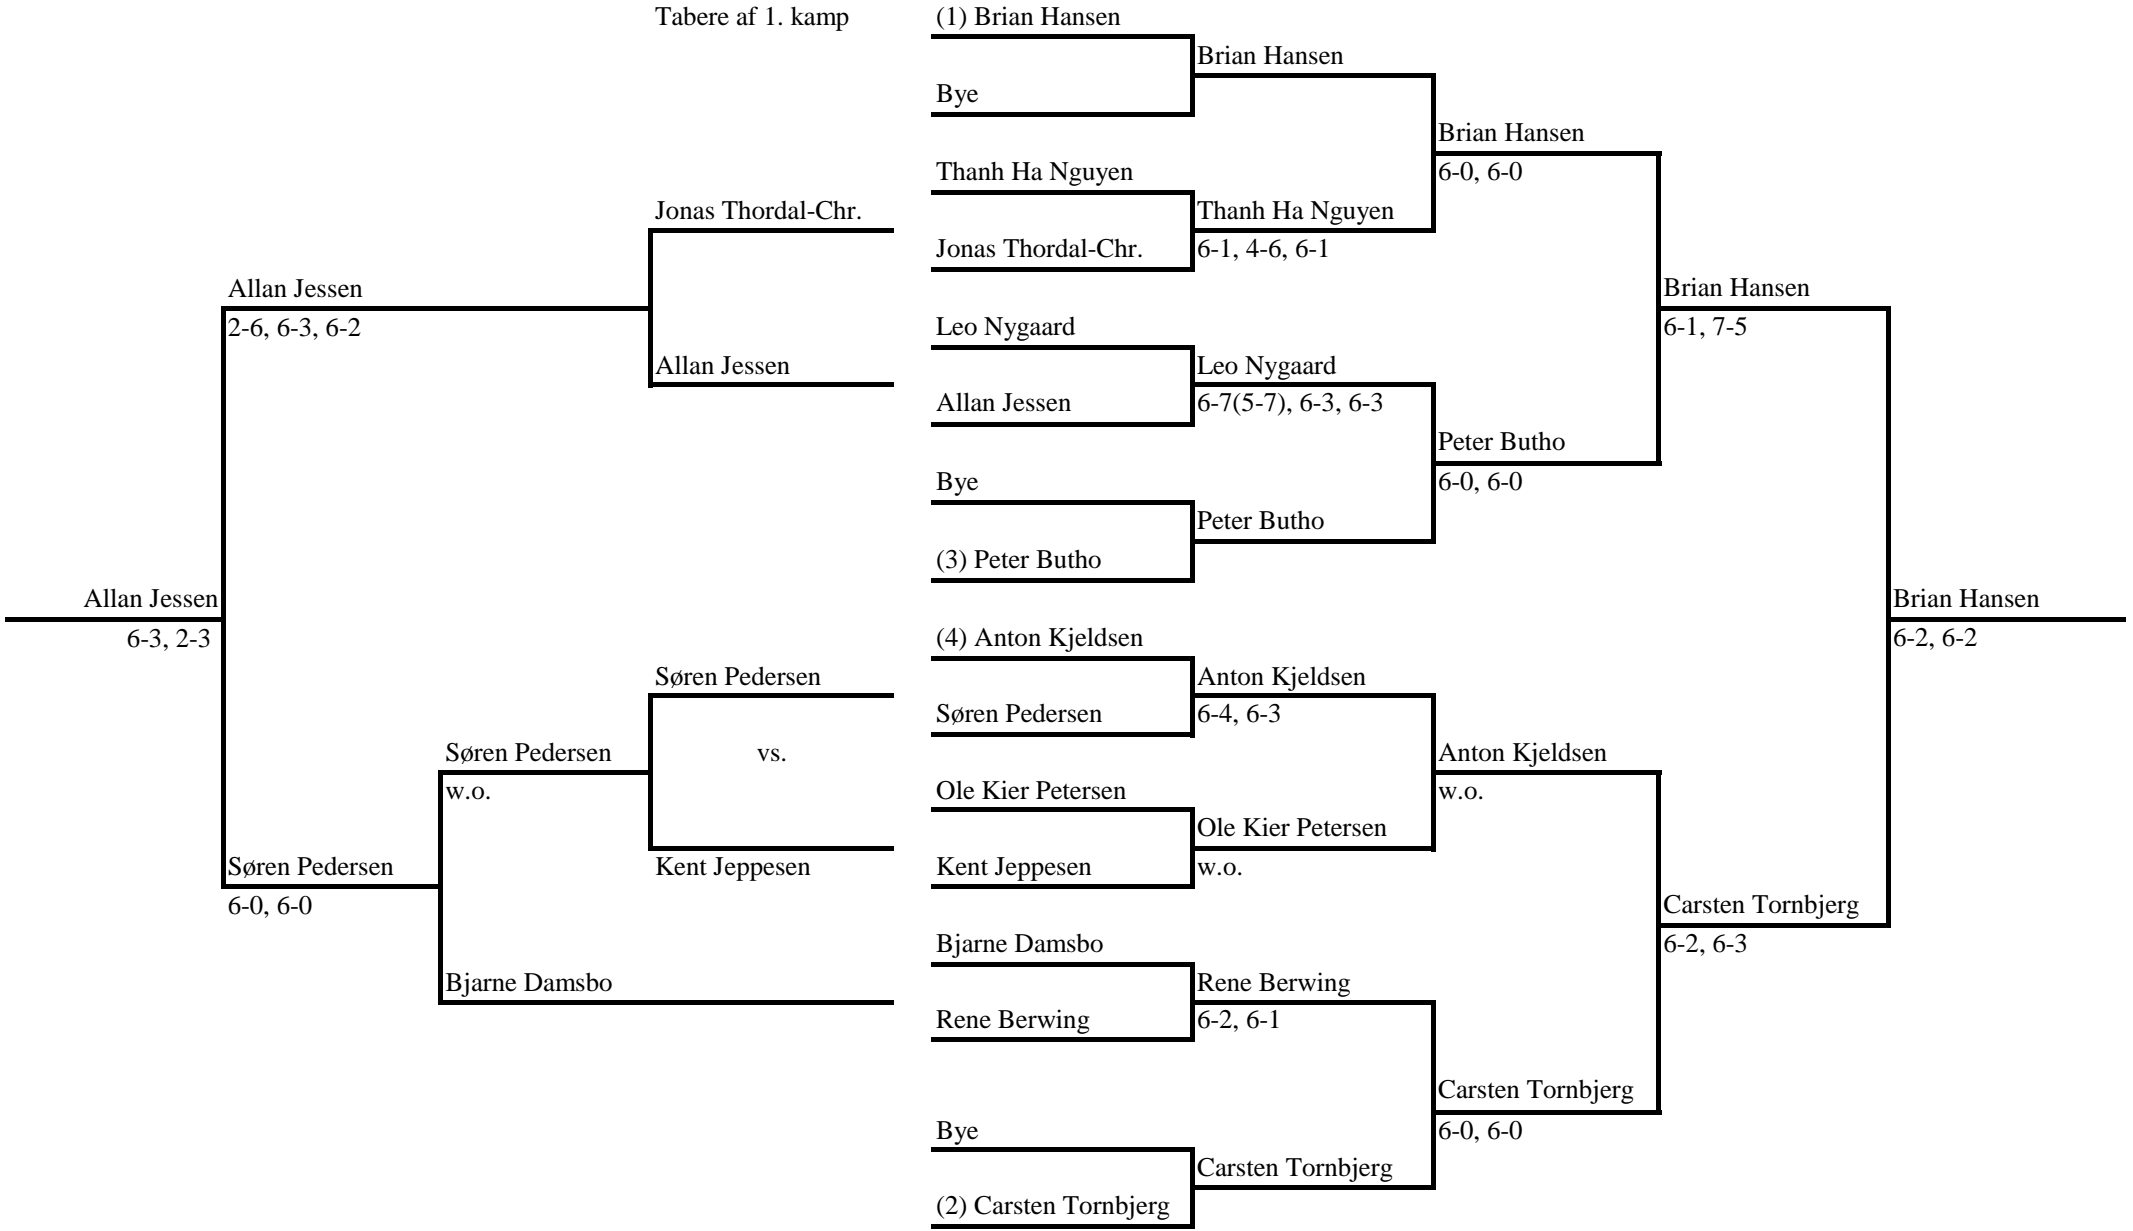 Tabere af 1. kamp
(1) Brian Hansen
Brian Hansen
Bye
Brian Hansen
6-0, 6-0
Thanh Ha Nguyen
Jonas Thordal-Chr.
Thanh Ha Nguyen
Jonas Thordal-Chr.
6-1, 4-6, 6-1
Allan Jessen
Brian Hansen
2-6, 6-3, 6-2
Leo Nygaard
6-1, 7-5
Allan Jessen
Leo Nygaard
Allan Jessen
6-7(5-7), 6-3, 6-3
Peter Butho
Bye
6-0, 6-0
Peter Butho
(3) Peter Butho
Allan Jessen
Brian Hansen
6-3, 2-3
(4) Anton Kjeldsen
6-2, 6-2
Søren Pedersen
Anton Kjeldsen
Søren Pedersen
6-4, 6-3
Søren Pedersen
vs.
Anton Kjeldsen
w.o.
Ole Kier Petersen
w.o.
Ole Kier Petersen
Søren Pedersen
Kent Jeppesen
Kent Jeppesen
w.o.
6-0, 6-0
Carsten Tornbjerg
Bjarne Damsbo
6-2, 6-3
Bjarne Damsbo
Rene Berwing
Rene Berwing
6-2, 6-1
Carsten Tornbjerg
Bye
6-0, 6-0
Carsten Tornbjerg
(2) Carsten Tornbjerg